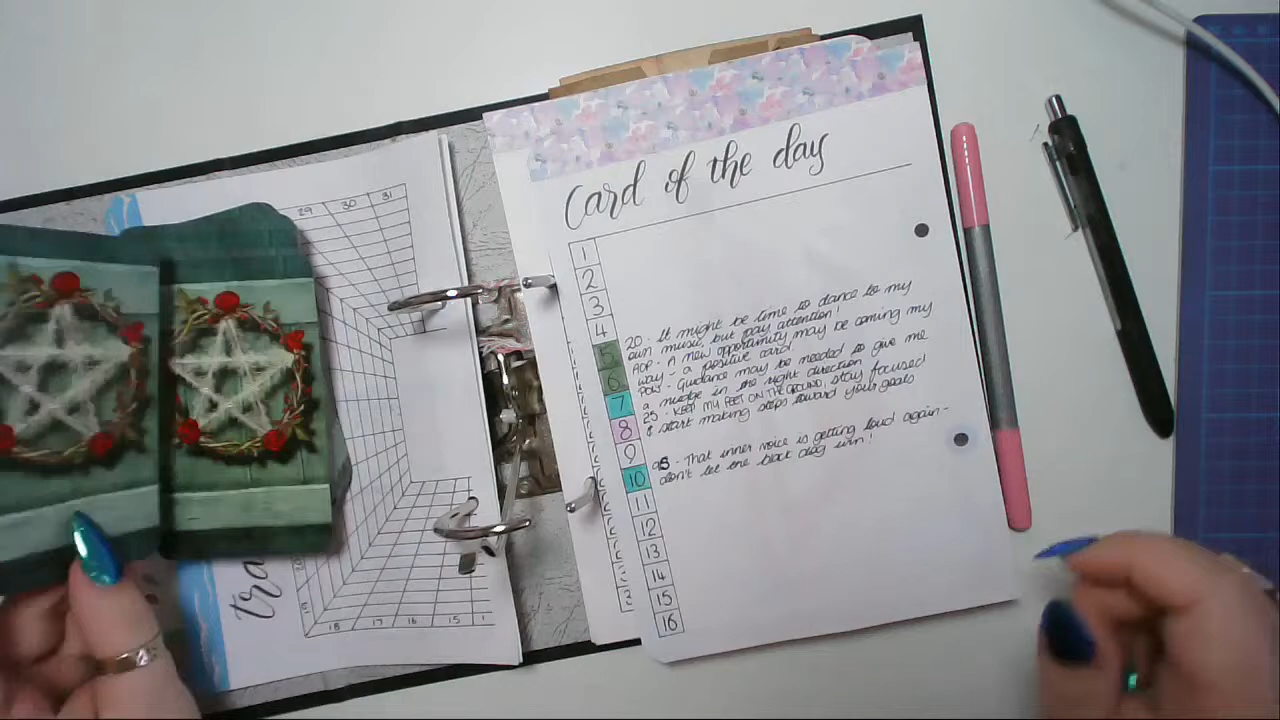 29 30 31
tra
19
18 17 16 15 1
Card of the day
1
2
3
4
5 20 - It might be time to dance to my
own music, but pay attention!
6 AOP - A new opportunity may be coming my
way - a positive card
7 POW - Guidance may be needed to give me
a nudge in the right direction
8 25 - KEEP MY FEET ON THE GROUND, stay focused
& start making steps toward your goals
9
10 - That inner voice is getting loud again -
don't let the black dog win!
11
12
13
14
15
16